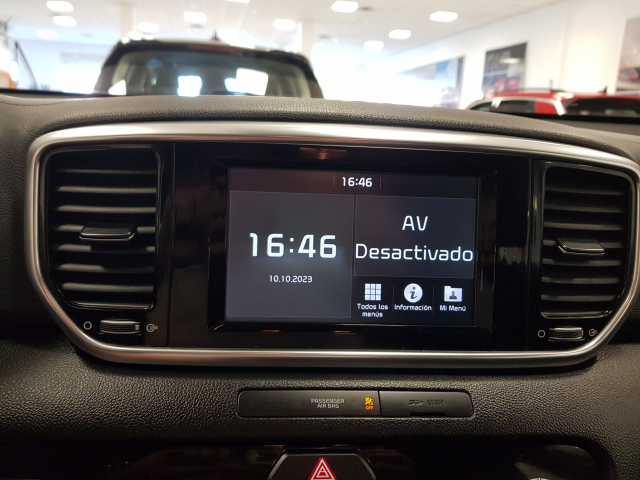 16:46
16:46
10.10.2023
AV
Desactivado
Todos los
menús
Información
Mi Menú
PASSENGER
AIR BAG
OFF